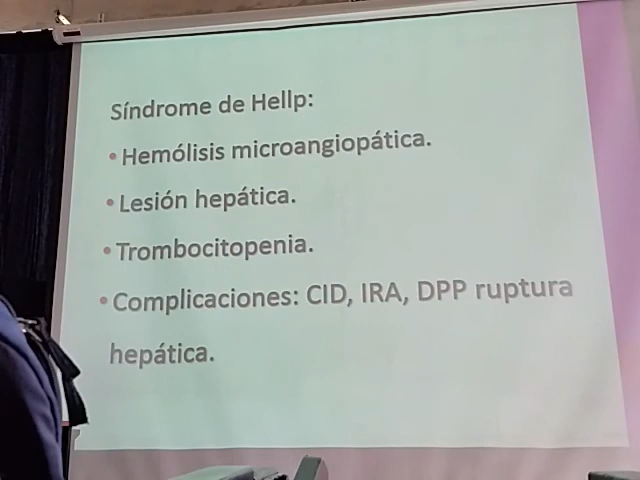 Síndrome de Hellp:
• Hemólisis microangiopática.
• Lesión hepática.
• Trombocitopenia.
• Complicaciones: CID, IRA, DPP ruptura
hepática.